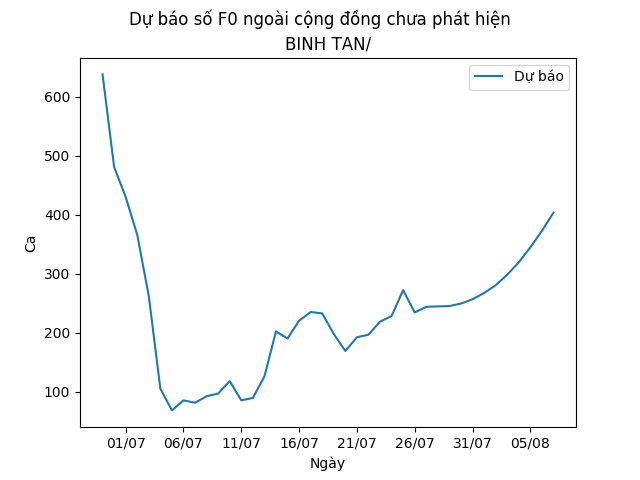 Dự báo số F0 ngoài cộng đồng chưa phát hiện
BINH TAN/
Dự báo
600
500
400
300
200
100
Ca
01/07 06/07 11/07 16/07 21/07 26/07 31/07 05/08
Ngày